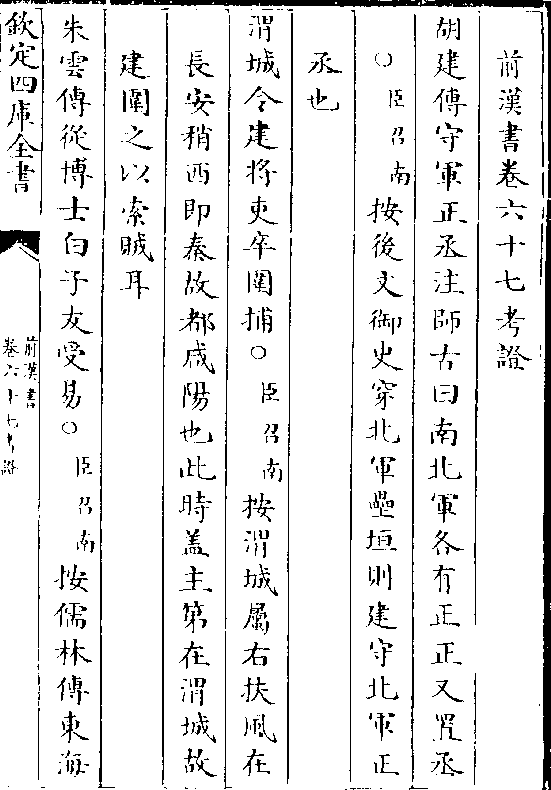 前漢書卷六十七考證
胡建傳守軍正丞注師古曰南北軍各有正正又置丞
○臣召南按後文御史穿北軍壘垣則建守北軍正
丞也
渭城令建將吏卒圍捕○臣召南按渭城屬右扶風在
長安稍西即秦故都咸陽也此時蓋主第在渭城故
建圍之以索賊耳
朱雲傳從博士白子友受易○臣召南按儒林傳東海
欽定四庫全書
前漢書
卷六十七考證